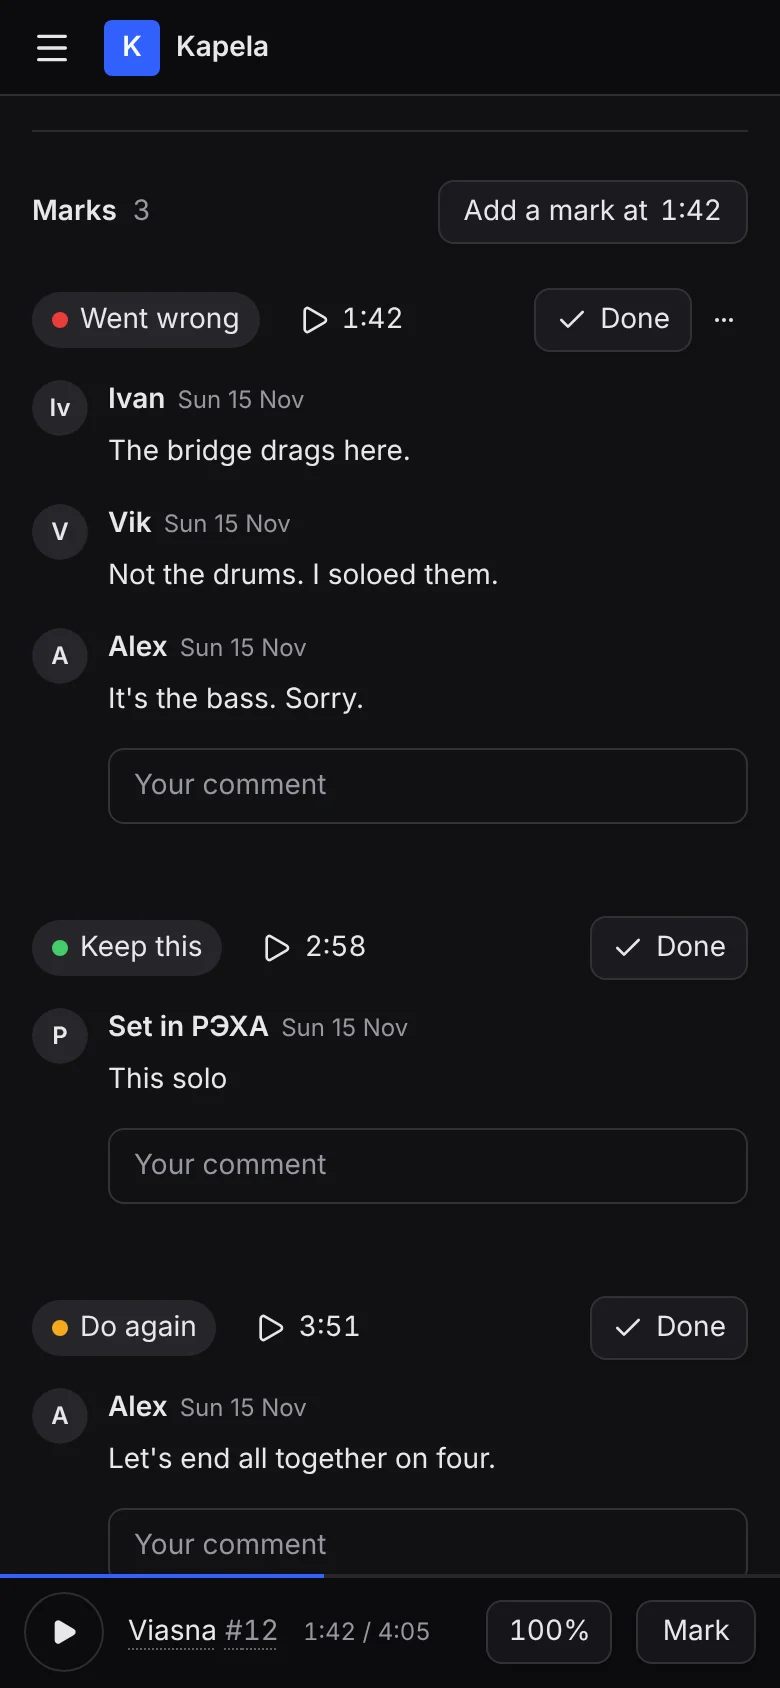 K Kapela
Marks 3
Add a mark at 1:42
Went wrong 1:42 Done ...
Iv Ivan Sun 15 Nov
The bridge drags here.
V Vik Sun 15 Nov
Not the drums. I soloed them.
A Alex Sun 15 Nov
It's the bass. Sorry.
Your comment
Keep this 2:58 Done
P Set in РЭХА Sun 15 Nov
This solo
Your comment
Do again 3:51 Done
A Alex Sun 15 Nov
Let's end all together on four.
Your comment
Viasna #12 1:42 / 4:05 100% Mark